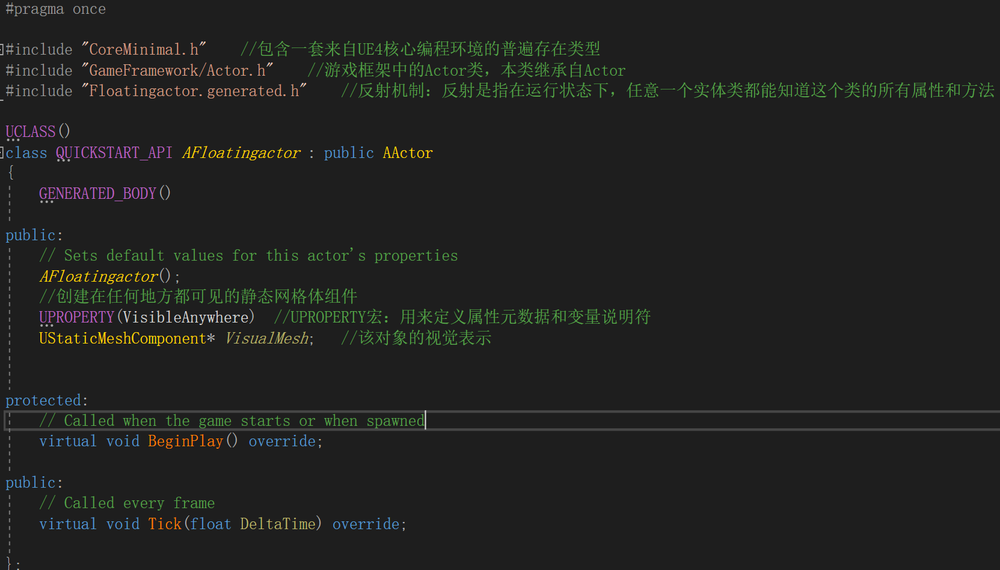 #pragma once
#include "CoreMinimal.h"    //包含一套来自UE4核心编程环境的普遍存在类型
#include "GameFramework/Actor.h"    //游戏框架中的Actor类，本类继承自Actor
#include "Floatingactor.generated.h"    //反射机制：反射是指在运行状态下，任意一个实体类都能知道这个类的所有属性和方法
UCLASS()
class QUICKSTART_API AFloatingactor : public AActor
{
    GENERATED_BODY()
public:
    // Sets default values for this actor's properties
    AFloatingactor();
    //创建在任何地方都可见的静态网格体组件
    UPROPERTY(VisibleAnywhere)  //UPROPERTY宏：用来定义属性元数据和变量说明符
    UStaticMeshComponent* VisualMesh;   //该对象的视觉表示
protected:
    // Called when the game starts or when spawned
    virtual void BeginPlay() override;
public:
    // Called every frame
    virtual void Tick(float DeltaTime) override;
};